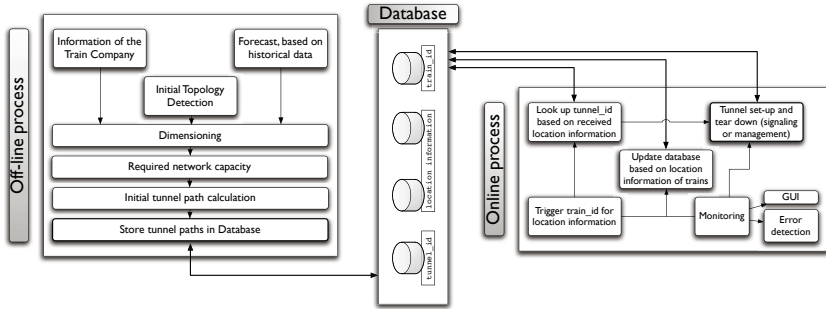 Off-line process
Information of the
Train Company
Forecast, based on
historical data
Initial Topology
Detection
Dimensioning
Required network capacity
Initial tunnel path calculation
Store tunnel paths in Database
Database
train_id
location information
tunnel_id
Online process
Look up tunnel_id
based on received
location information
Tunnel set-up and
tear down (signaling
or management)
Update database
based on location
information of trains
Trigger train_id for
location information
Monitoring
GUI
Error
detection